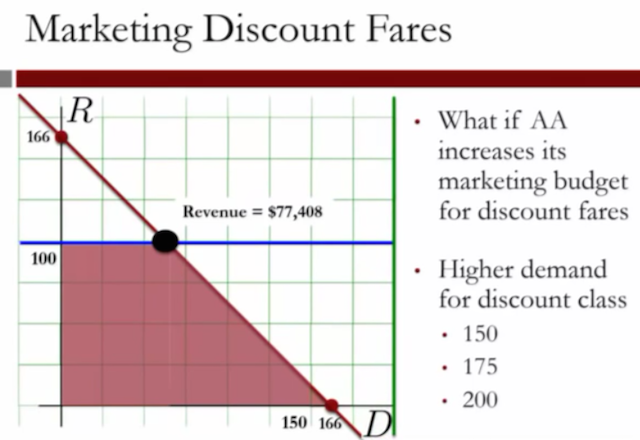 Marketing Discount Fares
R
166
Revenue = $77,408
100
150 166 D
• What if AA
increases its
marketing budget
for discount fares
• Higher demand
for discount class
• 150
• 175
• 200